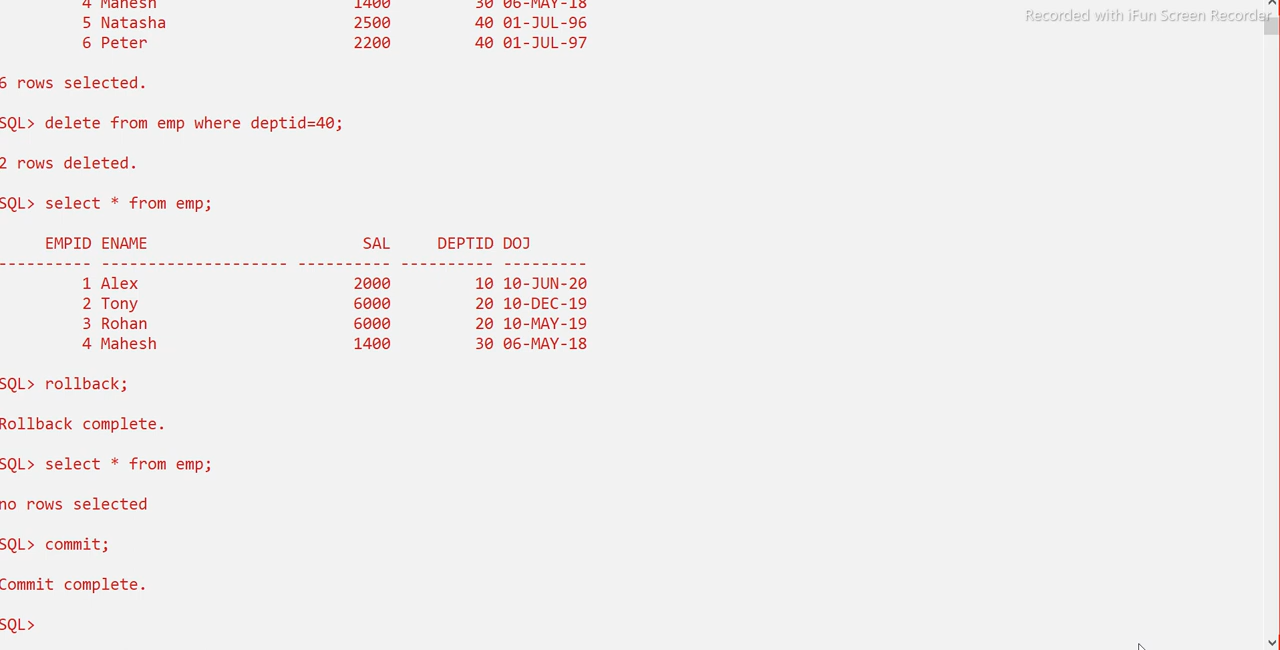 4 Mahesh 1400 30 06-MAY-18
Recorded with iFun Screen Recorder
5 Natasha 2500 40 01-JUL-96
6 Peter 2200 40 01-JUL-97
6 rows selected.
SQL> delete from emp where deptid=40;
2 rows deleted.
SQL> select * from emp;
EMPID ENAME SAL DEPTID DOJ
---------- -------------------- ---------- ---------- ---------
1 Alex 2000 10 10-JUN-20
2 Tony 6000 20 10-DEC-19
3 Rohan 6000 20 10-MAY-19
4 Mahesh 1400 30 06-MAY-18
SQL> rollback;
Rollback complete.
SQL> select * from emp;
no rows selected
SQL> commit;
Commit complete.
SQL>